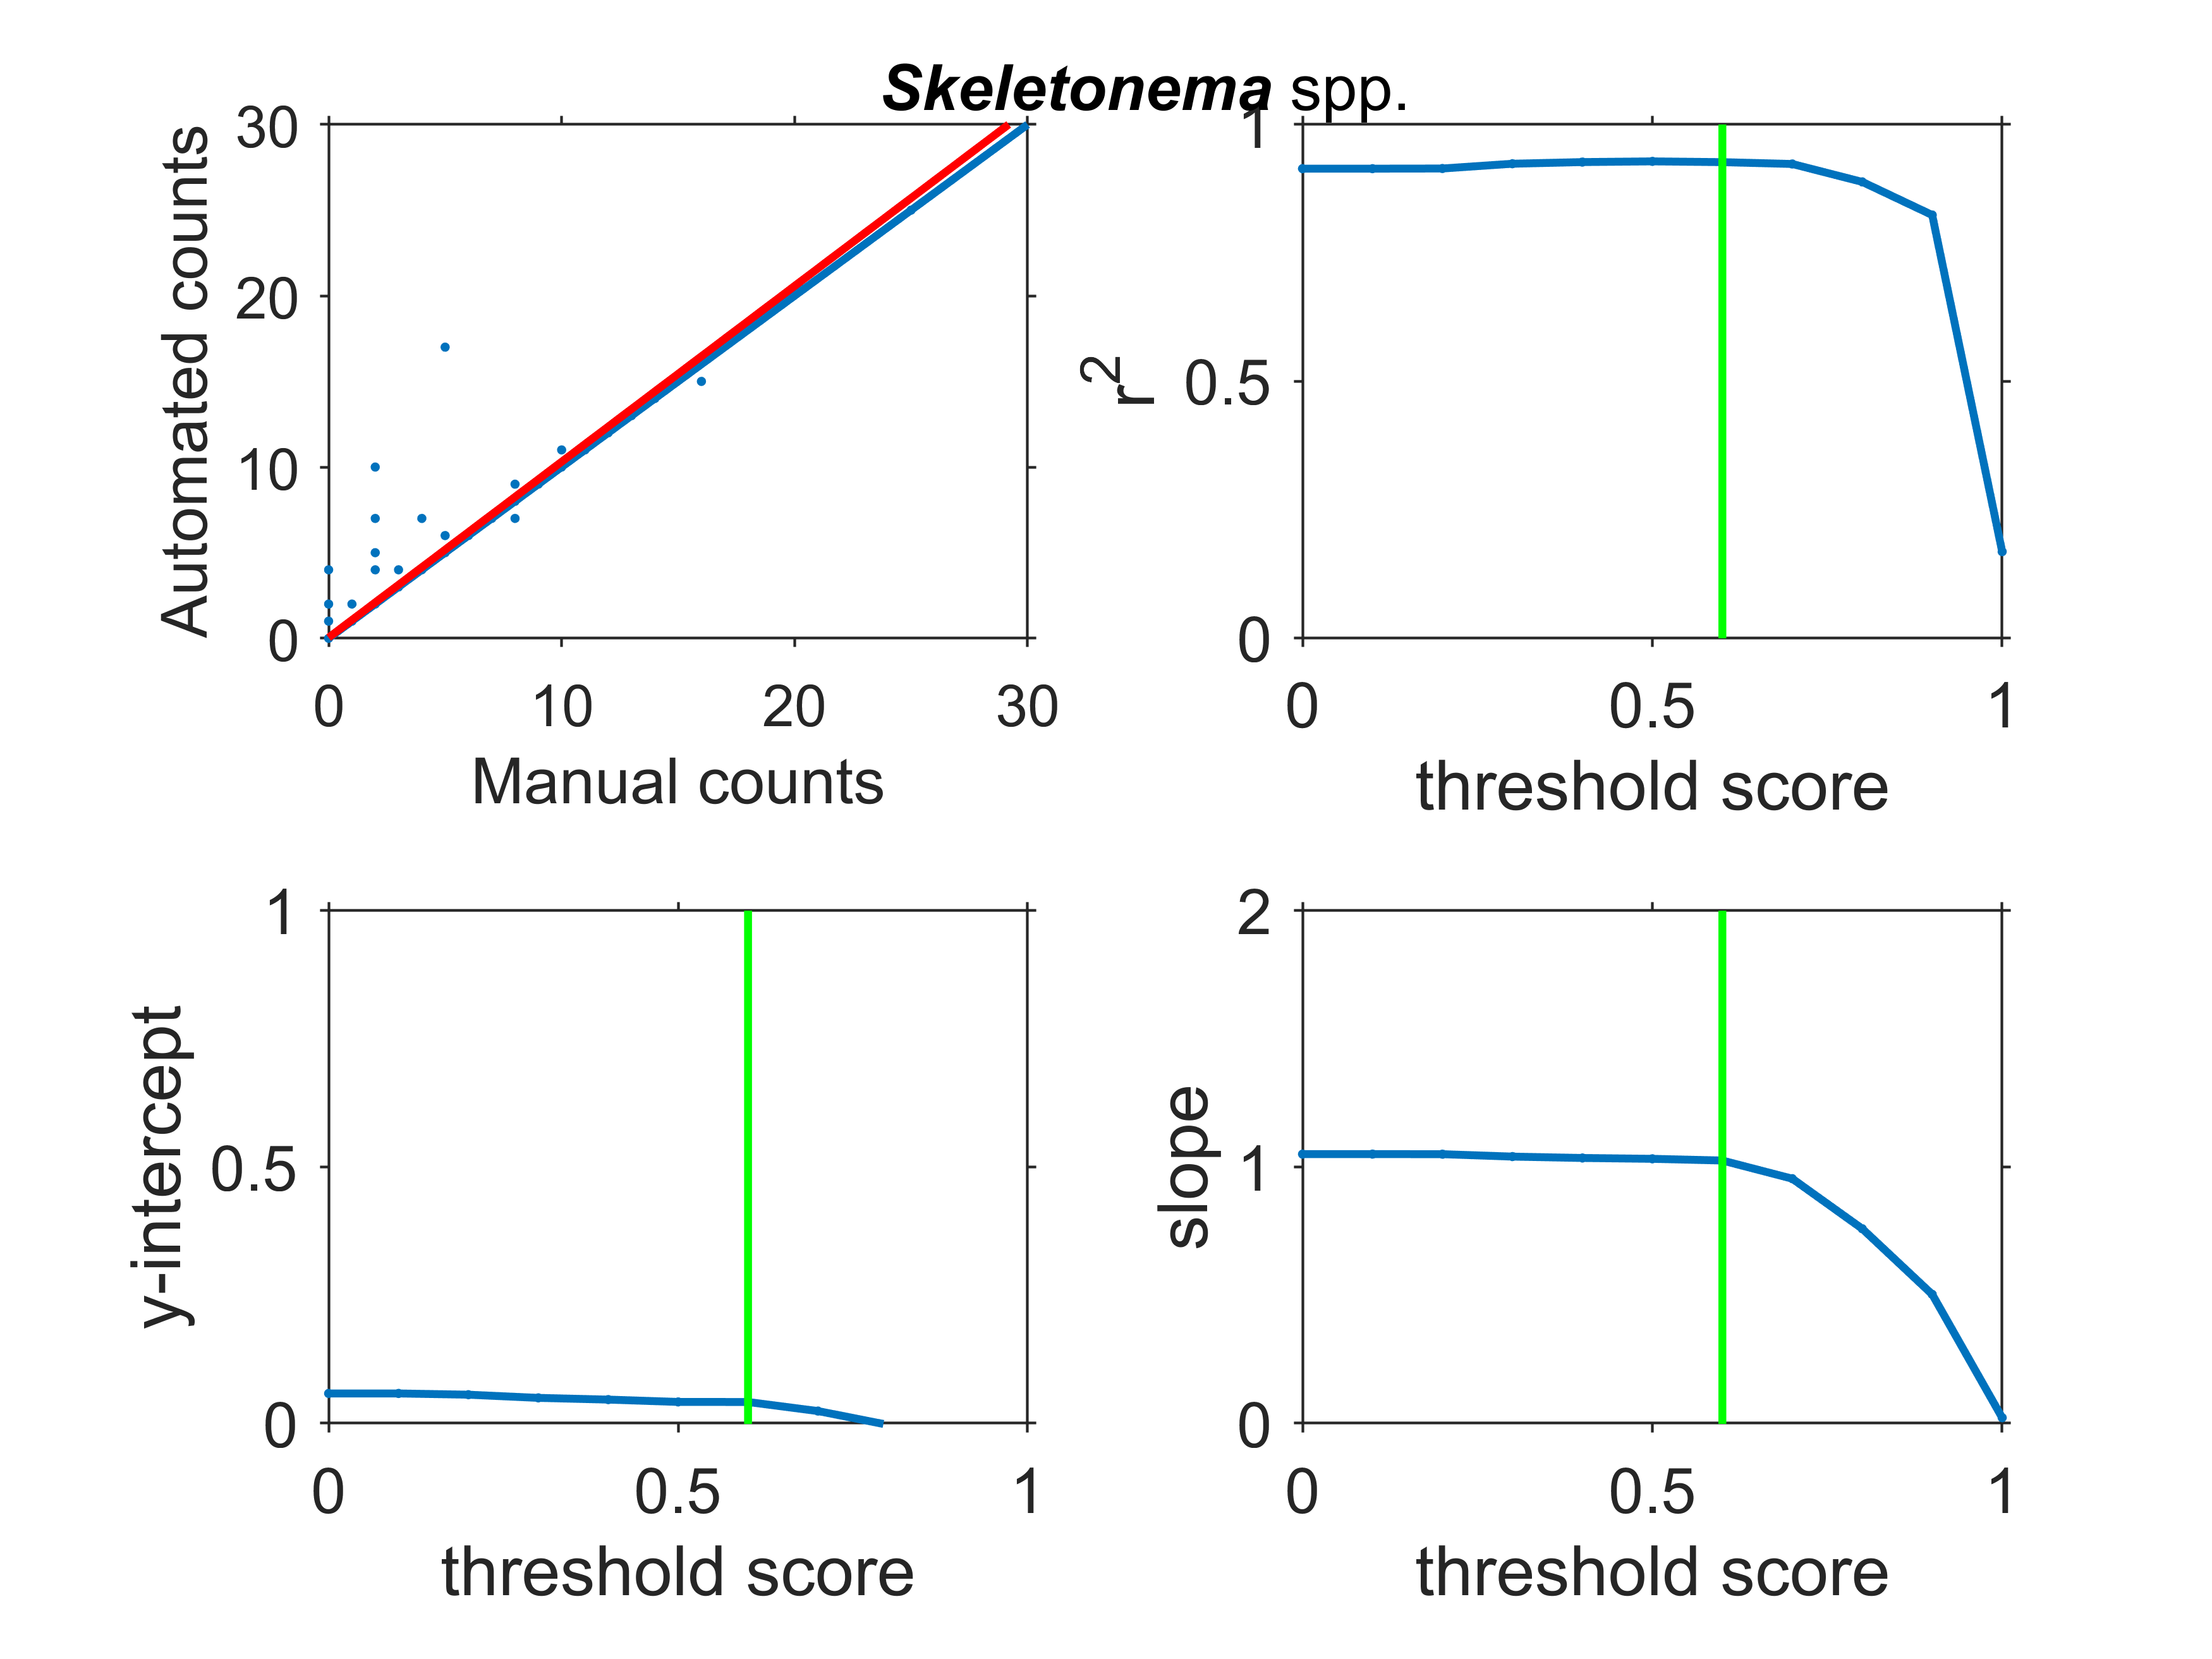 Skeletonema spp.
30
20
10
0
Automated counts
0 10 20 30
Manual counts
1
0.5
0
r2
0 0.5 1
threshold score
1
0.5
0
y-intercept
0 0.5 1
threshold score
2
1
0
slope
0 0.5 1
threshold score